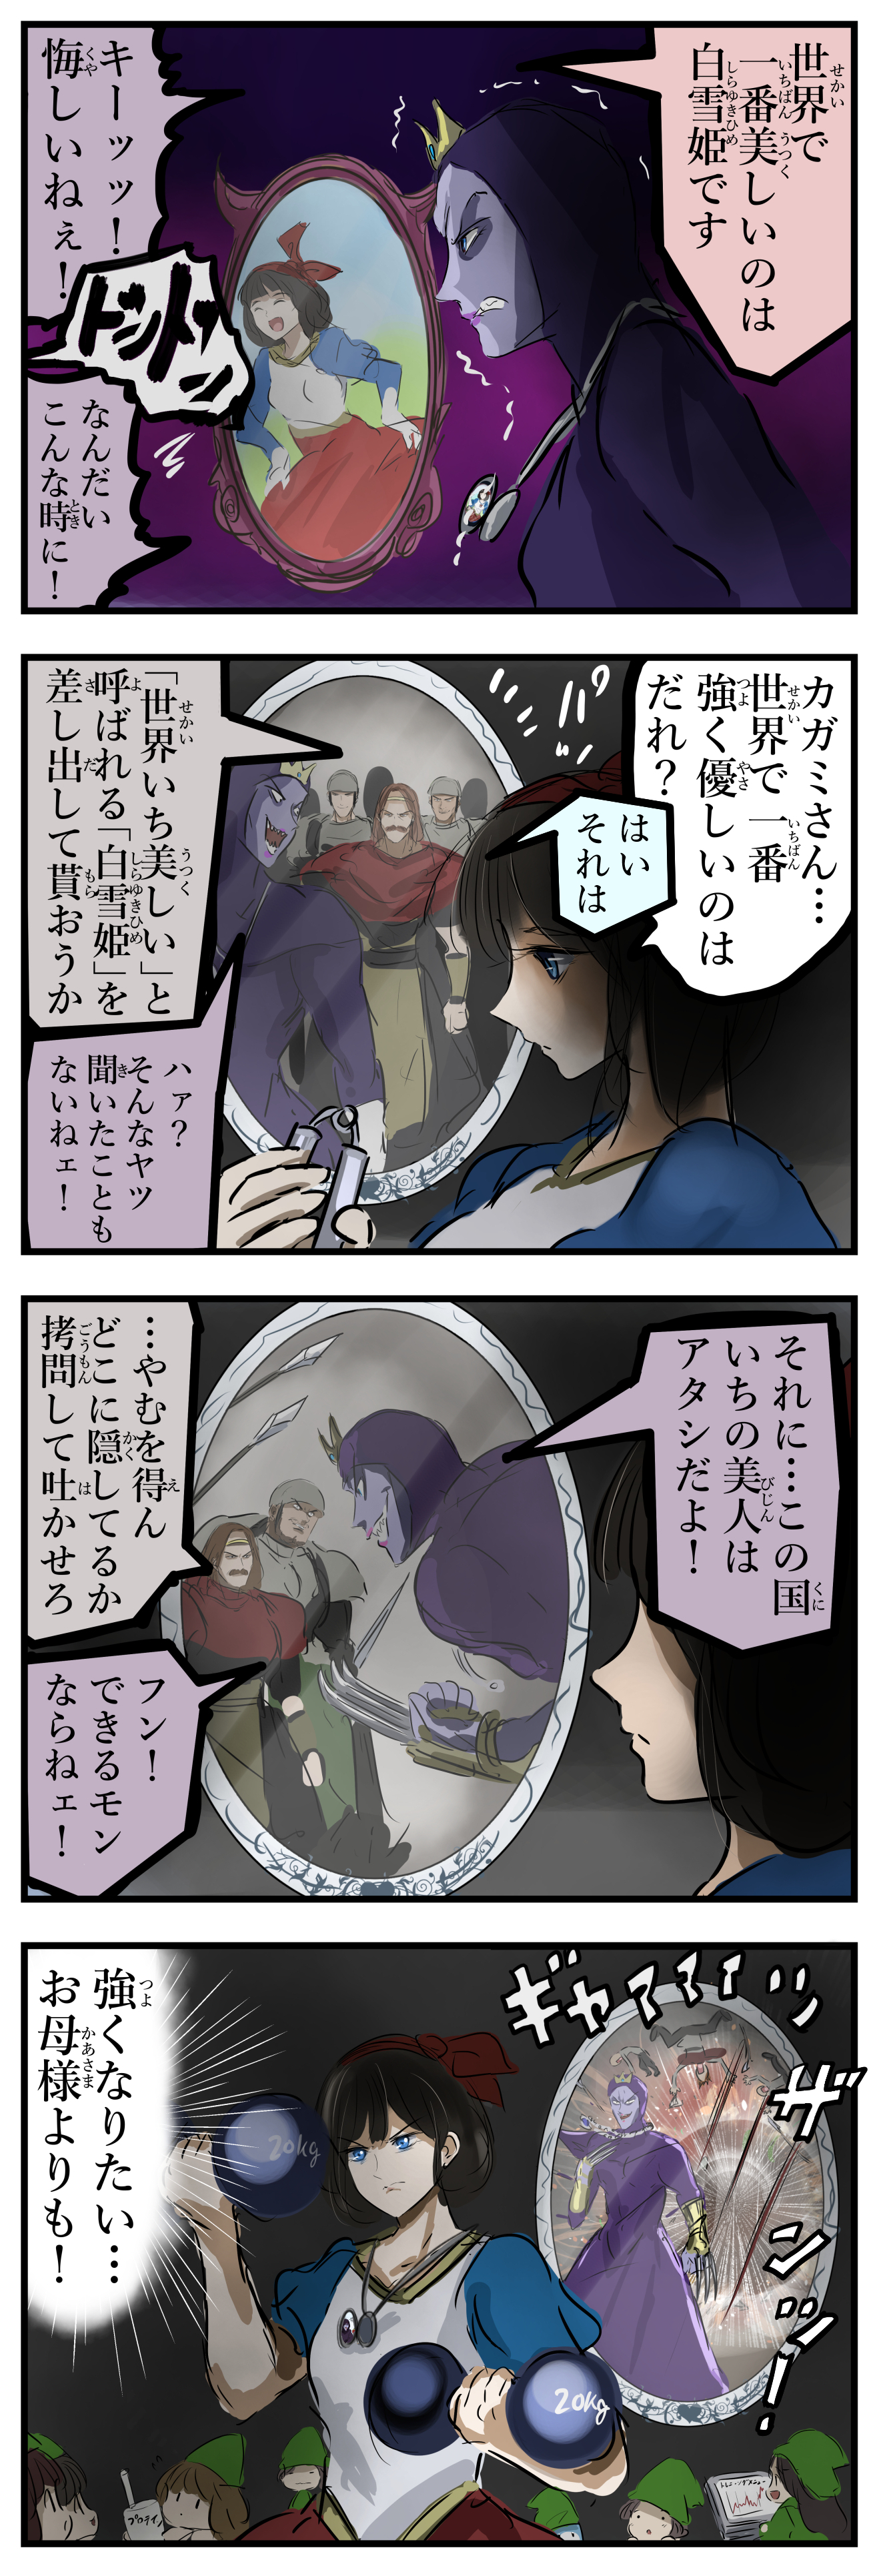 世界で
一番美しいのは
白雪姫です
キーッッ！
悔しいねぇ！
ドンドン
なんだい
こんな時に！
カガミさん…
世界で一番
強く優しいのは
だれ？
はい
それは
パッ
「世界いち美しい」と
呼ばれる「白雪姫」を
差し出して貰おうか
ハァ？
そんなヤツ
聞いたことも
ないねェ！
それに…この国
いちの美人は
アタシだよ！
…やむを得ん
どこに隠してるか
拷問して吐かせろ
フン！
できるモン
ならねェ！
ギャアアアッ
ザンッ！
強くなりたい…
お母様よりも！
20kg
20kg
プロテイン